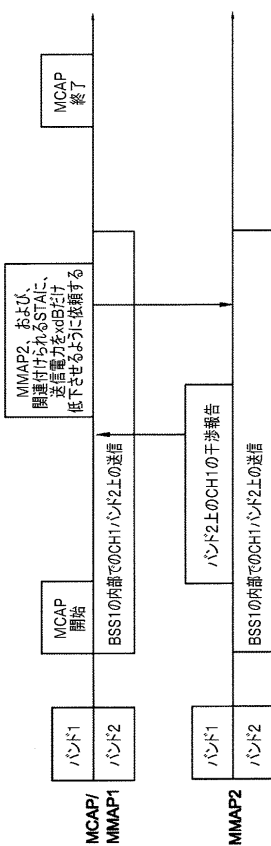 MCAP/
MMAP1
バンド1
バンド2
MCAP
開始
MMAP2、および、
関連付けられるSTAに、
送信電力をxdBだけ
低下させるように依頼する
MCAP
終了
BSS1の内部でのCH1バンド2上の送信
MMAP2
バンド1
バンド2
バンド2上のCH1の干渉報告
BSS1の内部でのCH1バンド2上の送信